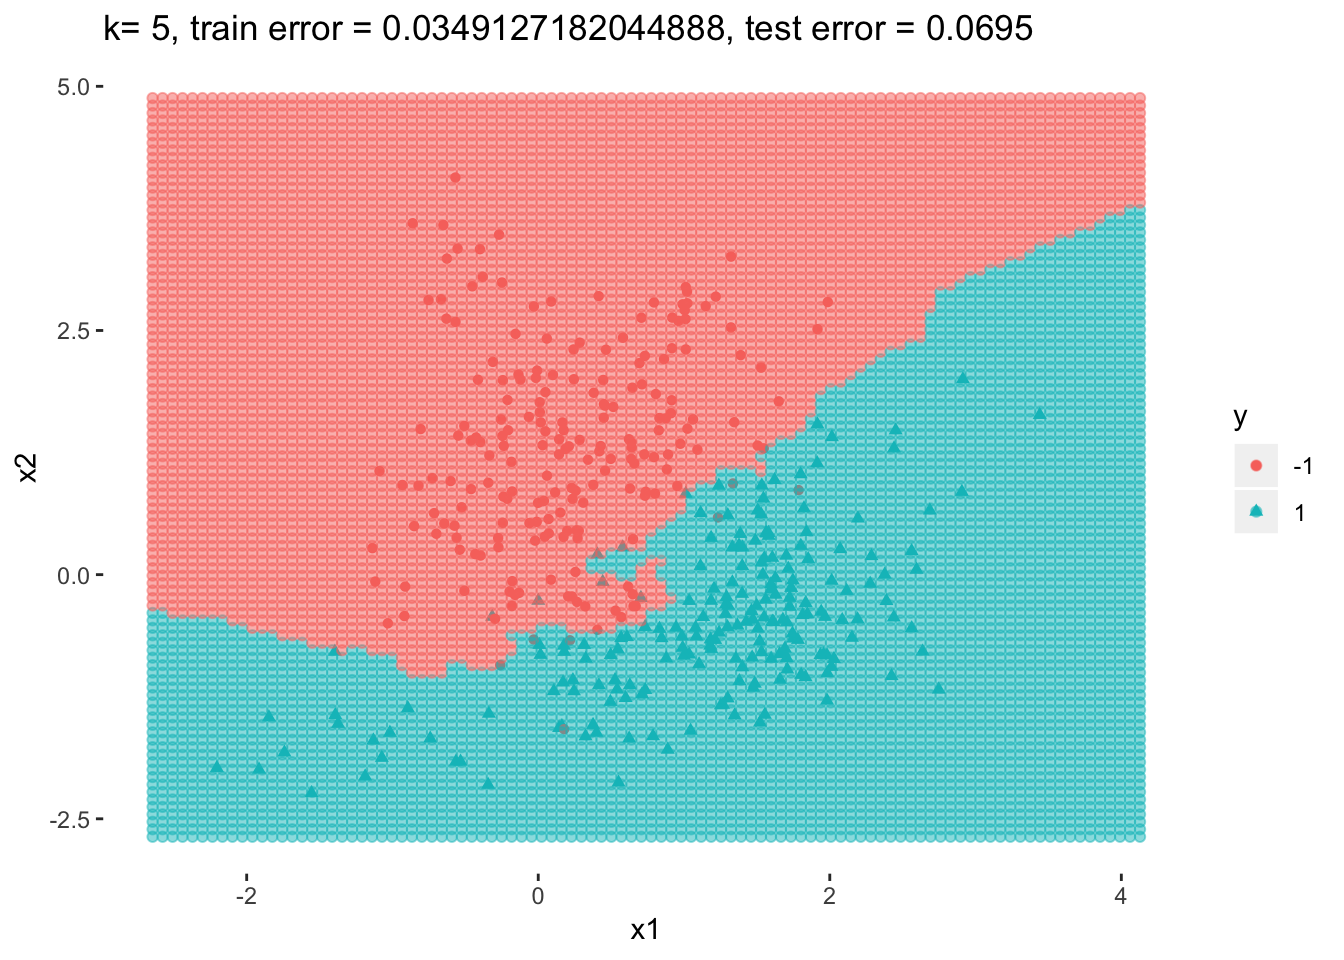 k= 5, train error = 0.0349127182044888, test error = 0.0695
5.0
2.5
0.0
-2.5
x2
-2
0
2
4
x1
y
-1
1